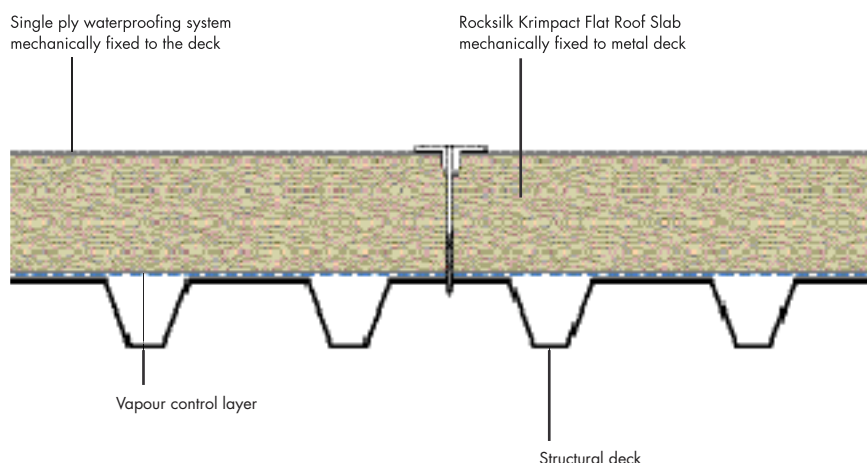 Single ply waterproofing system
mechanically fixed to the deck
Rocksilk Krimpact Flat Roof Slab
mechanically fixed to metal deck
Vapour control layer
Structural deck